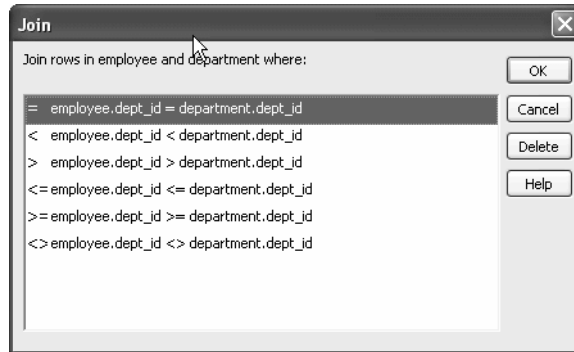 Join
Join rows in employee and department where:
= employee.dept_id = department.dept_id
< employee.dept_id < department.dept_id
> employee.dept_id > department.dept_id
<= employee.dept_id <= department.dept_id
>= employee.dept_id >= department.dept_id
<> employee.dept_id <> department.dept_id
OK
Cancel
Delete
Help